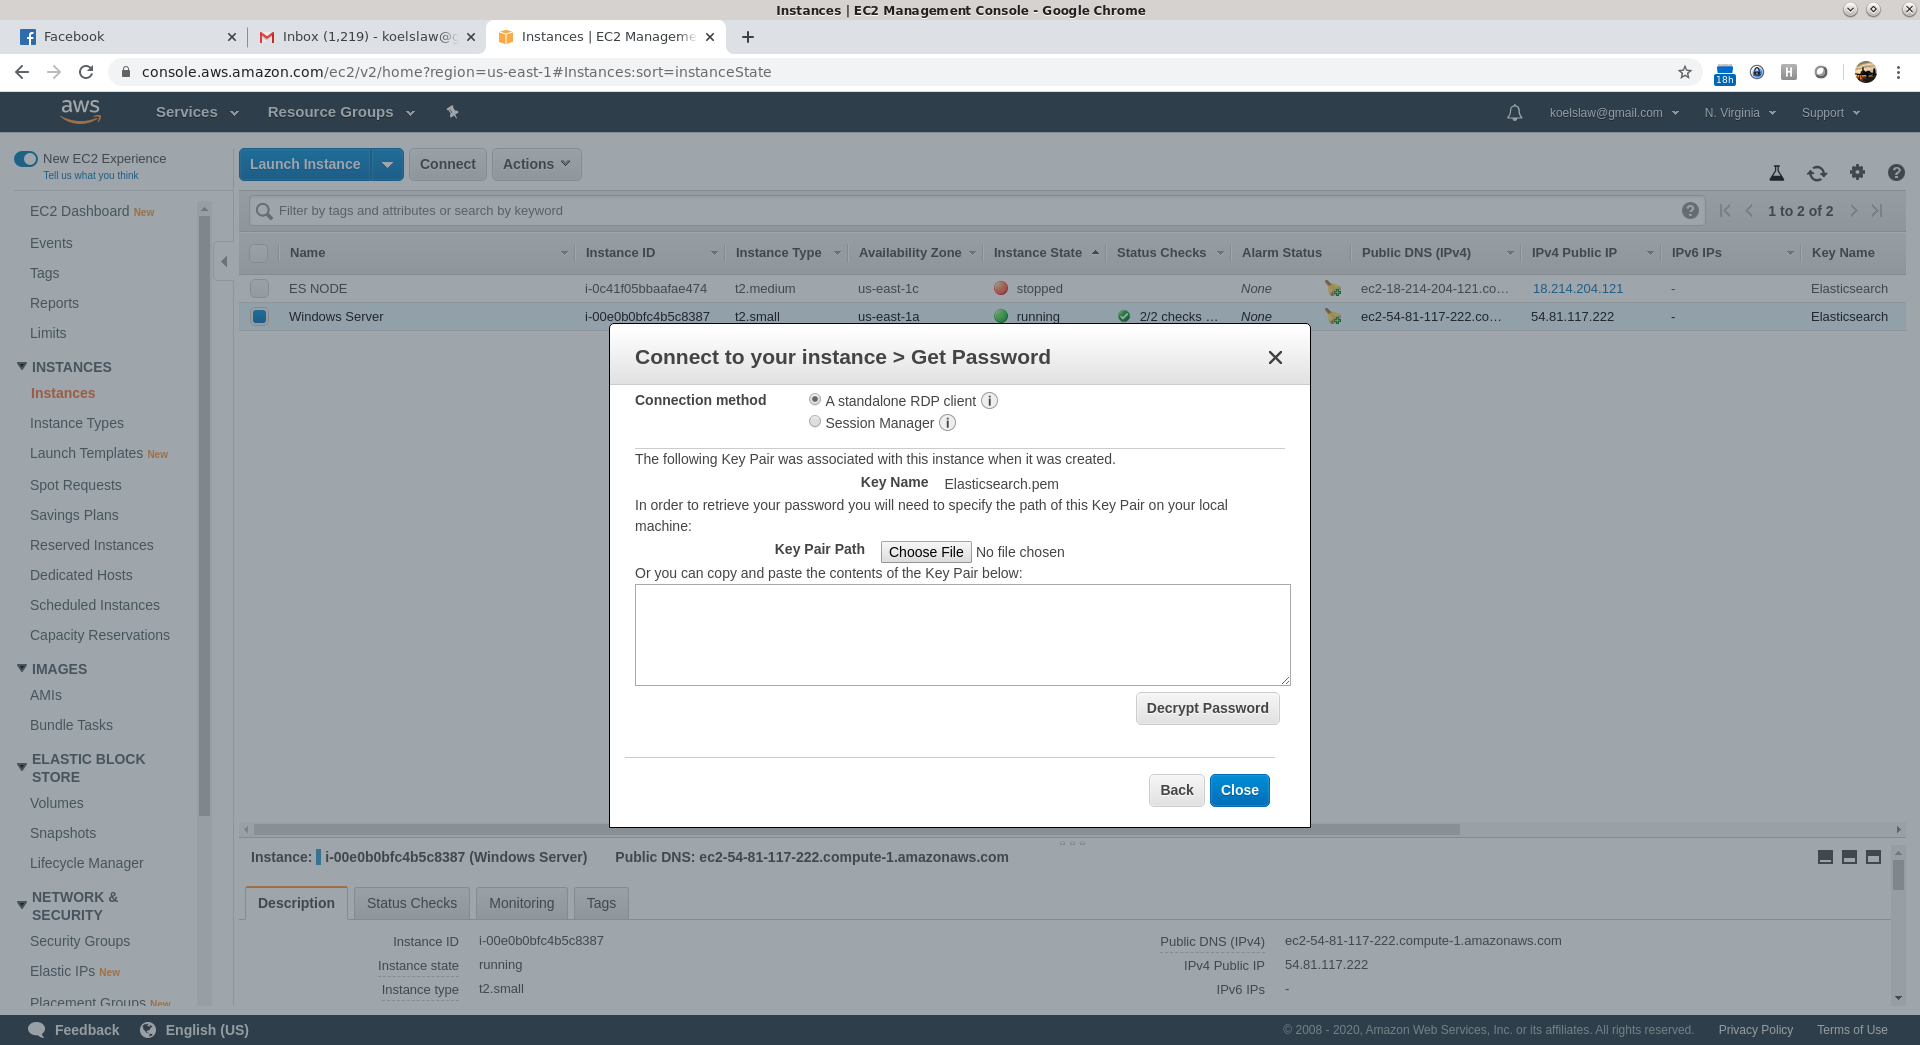 Instances | EC2 Management Console - Google Chrome
Facebook
Inbox (1,219) - koelslaw@g
Instances | EC2 Manageme
console.aws.amazon.com/ec2/v2/home?region=us-east-1#Instances:sort=instanceState
18h
H
aws
Services
Resource Groups
koelslaw@gmail.com
N. Virginia
Support
New EC2 Experience
Tell us what you think
EC2 Dashboard New
Events
Tags
Reports
Limits
INSTANCES
Instances
Instance Types
Launch Templates New
Spot Requests
Savings Plans
Reserved Instances
Dedicated Hosts
Scheduled Instances
Capacity Reservations
IMAGES
AMIs
Bundle Tasks
ELASTIC BLOCK
STORE
Volumes
Snapshots
Lifecycle Manager
NETWORK &
SECURITY
Security Groups
Elastic IPs New
Placement Groups New
Launch Instance
Connect
Actions
Filter by tags and attributes or search by keyword
1 to 2 of 2
Name Instance ID Instance Type Availability Zone Instance State Status Checks Alarm Status Public DNS (IPv4) IPv4 Public IP IPv6 IPs Key Name
ES NODE i-0c41f05bbaafae474 t2.medium us-east-1c stopped None ec2-18-214-204-121.co… 18.214.204.121 - Elasticsearch
Windows Server i-00e0b0bfc4b5c8387 t2.small us-east-1a running 2/2 checks … None ec2-54-81-117-222.co… 54.81.117.222 - Elasticsearch
Connect to your instance > Get Password
Connection method
A standalone RDP client
Session Manager
The following Key Pair was associated with this instance when it was created.
Key Name Elasticsearch.pem
In order to retrieve your password you will need to specify the path of this Key Pair on your local
machine:
Key Pair Path Choose File No file chosen
Or you can copy and paste the contents of the Key Pair below:
Decrypt Password
Back
Close
Instance: i-00e0b0bfc4b5c8387 (Windows Server) Public DNS: ec2-54-81-117-222.compute-1.amazonaws.com
Description
Status Checks
Monitoring
Tags
Instance ID i-00e0b0bfc4b5c8387
Public DNS (IPv4) ec2-54-81-117-222.compute-1.amazonaws.com
Instance state running
IPv4 Public IP 54.81.117.222
Instance type t2.small
IPv6 IPs -
Feedback
English (US)
© 2008 - 2020, Amazon Web Services, Inc. or its affiliates. All rights reserved.
Privacy Policy
Terms of Use